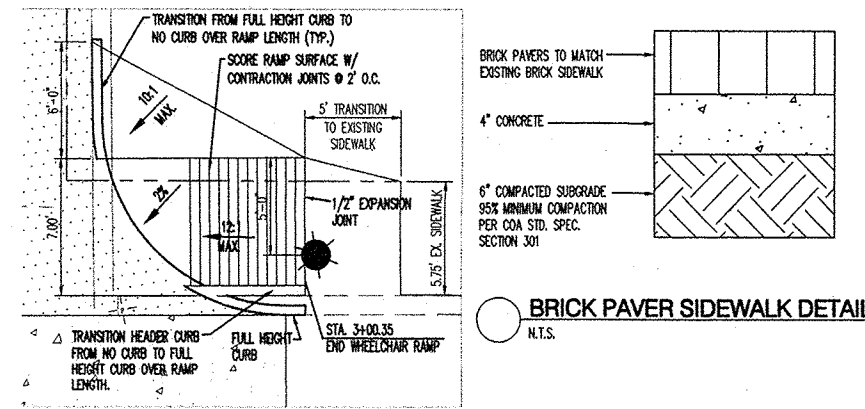 TRANSITION FROM FULL HEIGHT CURB TO
NO CURB OVER RAMP LENGTH (TYP.)
SCORE RAMP SURFACE W/
CONTRACTION JOINTS @ 2' O.C.
5' TRANSITION
TO EXISTING
SIDEWALK
6'-0"
10:1
MAX.
7.00'
2%
12:1
MAX
5'-0"
1/2" EXPANSION
JOINT
5.75' EX. SIDEWALK
TRANSITION HEADER CURB
FROM NO CURB TO FULL
HEIGHT CURB OVER RAMP
LENGTH.
FULL HEIGHT
CURB
STA. 3+00.35
END WHEELCHAIR RAMP
BRICK PAVERS TO MATCH
EXISTING BRICK SIDEWALK
4" CONCRETE
6" COMPACTED SUBGRADE
95% MINIMUM COMPACTION
PER COA STD. SPEC.
SECTION 301
BRICK PAVER SIDEWALK DETAIL
N.T.S.